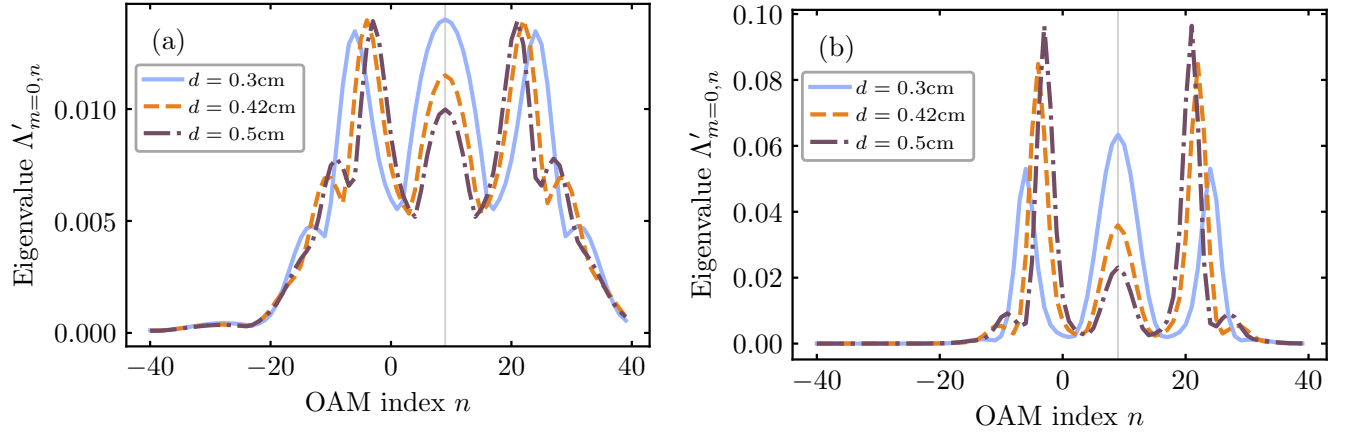 (a)
d = 0.3cm
d = 0.42cm
d = 0.5cm
Eigenvalue Λ′m=0,n
0.010
0.005
0.000
−40 −20 0 20 40
OAM index n
(b)
d = 0.3cm
d = 0.42cm
d = 0.5cm
Eigenvalue Λ′m=0,n
0.10
0.08
0.06
0.04
0.02
0.00
−40 −20 0 20 40
OAM index n